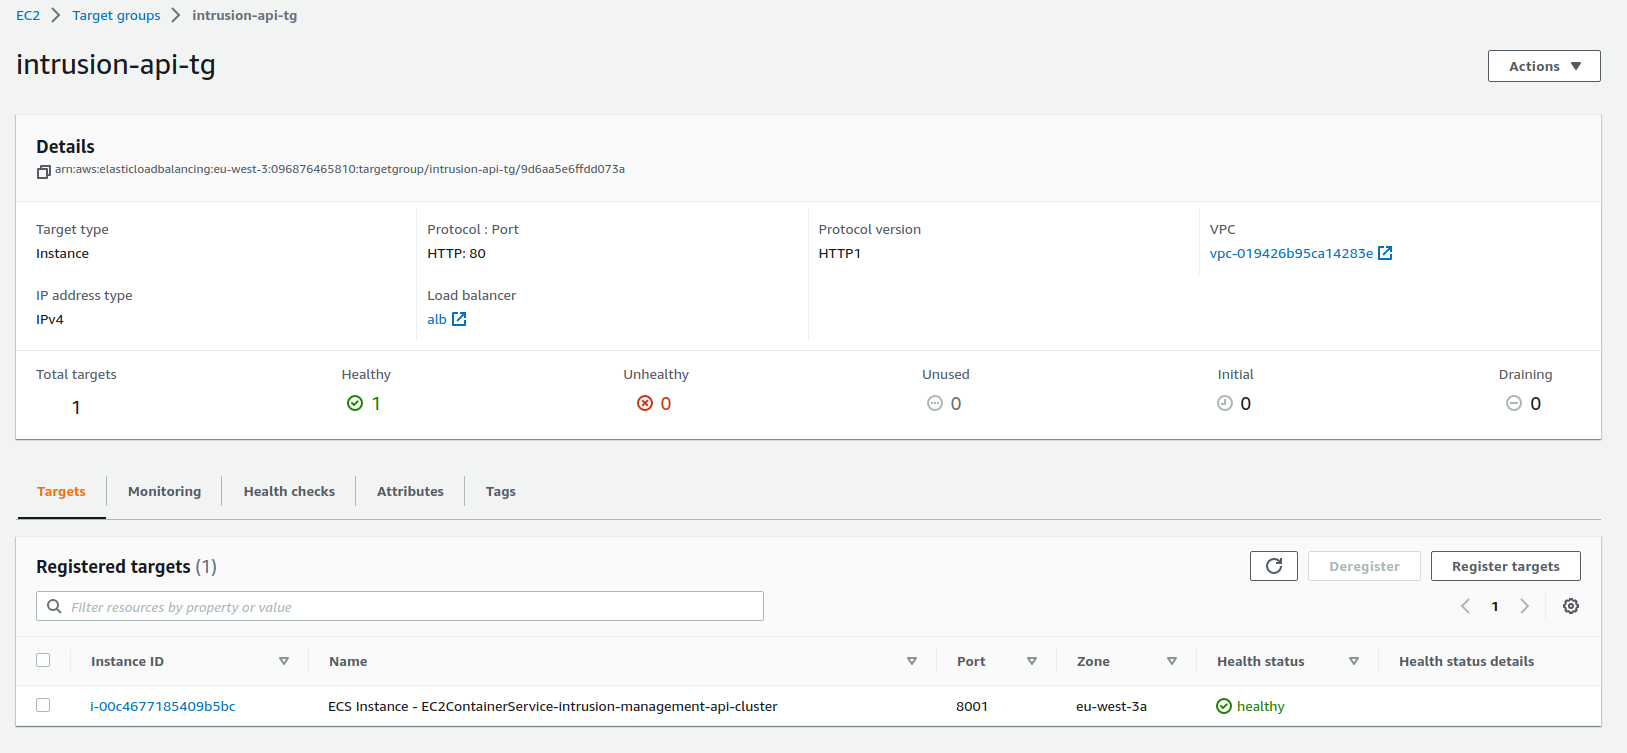 EC2 > Target groups > intrusion-api-tg
intrusion-api-tg
Actions
Details
arn:aws:elasticloadbalancing:eu-west-3:096876465810:targetgroup/intrusion-api-tg/9d6aa5e6ffdd073a
Target type Protocol : Port Protocol version VPC
Instance HTTP: 80 HTTP1 vpc-019426b95ca14283e
IP address type Load balancer
IPv4 alb
Total targets Healthy Unhealthy Unused Initial Draining
1 1 0 0 0 0
Targets Monitoring Health checks Attributes Tags
Registered targets (1) Deregister Register targets
Filter resources by property or value 1
Instance ID Name Port Zone Health status Health status details
i-00c4677185409b5bc ECS Instance - EC2ContainerService-intrusion-management-api-cluster 8001 eu-west-3a healthy